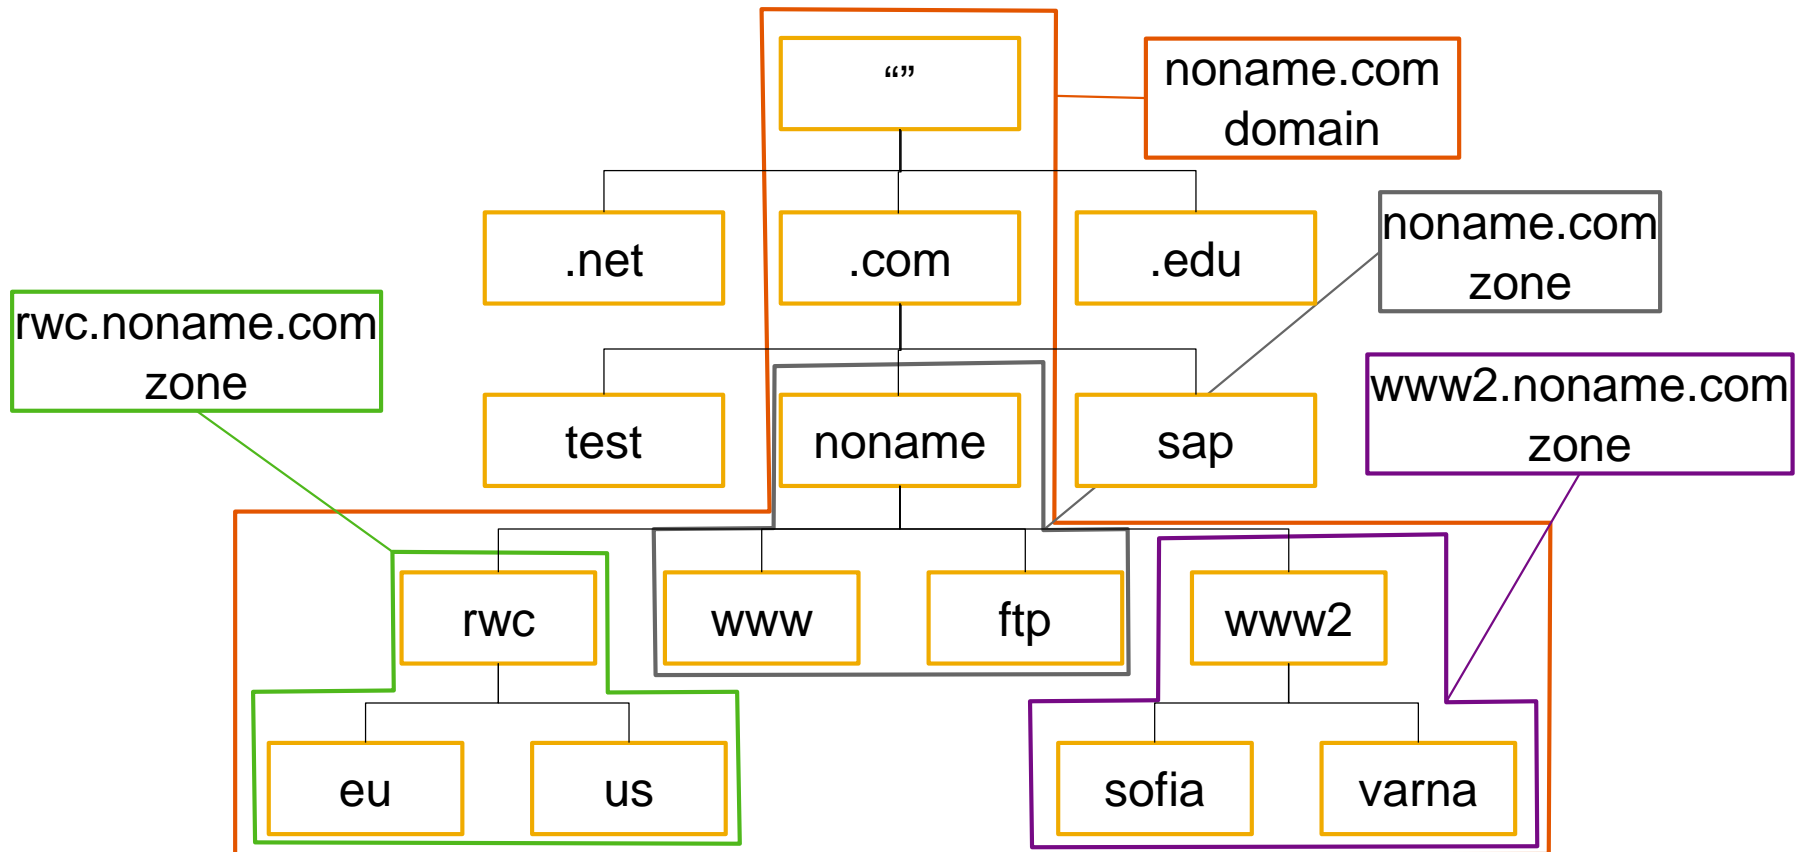 “”
noname.com
domain
.net
.com
.edu
noname.com
zone
rwc.noname.com
zone
test
noname
sap
www2.noname.com
zone
rwc
www
ftp
www2
eu
us
sofia
varna